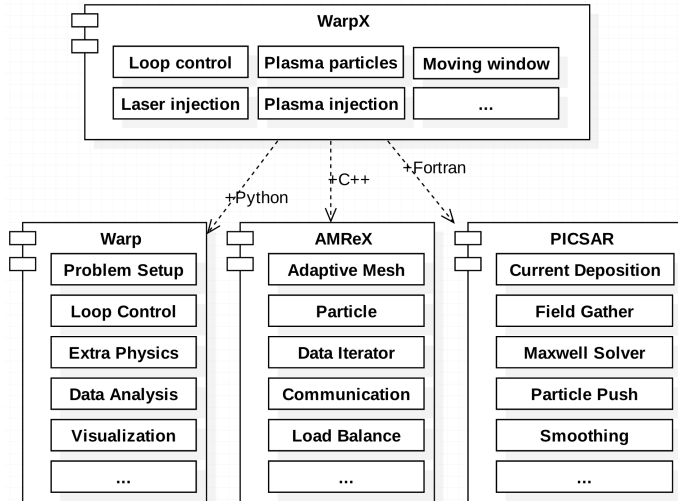 WarpX
Loop control
Plasma particles
Moving window
Laser injection
Plasma injection
...
+Python
+C++
+Fortran
Warp
Problem Setup
Loop Control
Extra Physics
Data Analysis
Visualization
...
AMReX
Adaptive Mesh
Particle
Data Iterator
Communication
Load Balance
...
PICSAR
Current Deposition
Field Gather
Maxwell Solver
Particle Push
Smoothing
...